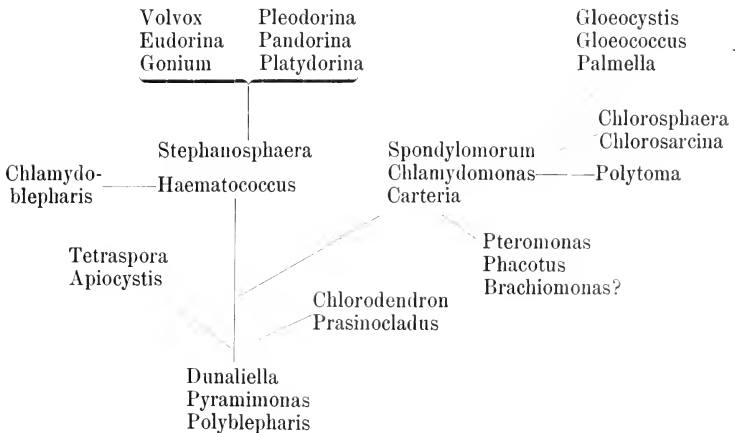 Volvox Pleodorina
Eudorina Pandorina
Gonium Platydorina
Gloeocystis
Gloeococcus
Palmella
Stephanosphaera
Haematococcus
Chlamydo-
blepharis
Spondylomorum
Chlamydomonas
Carteria
Chlorosphaera
Chlorosarcina
Polytoma
Tetraspora
Apiocystis
Pteromonas
Phacotus
Brachiomonas?
Chlorodendron
Prasinocladus
Dunaliella
Pyramimonas
Polyblepharis